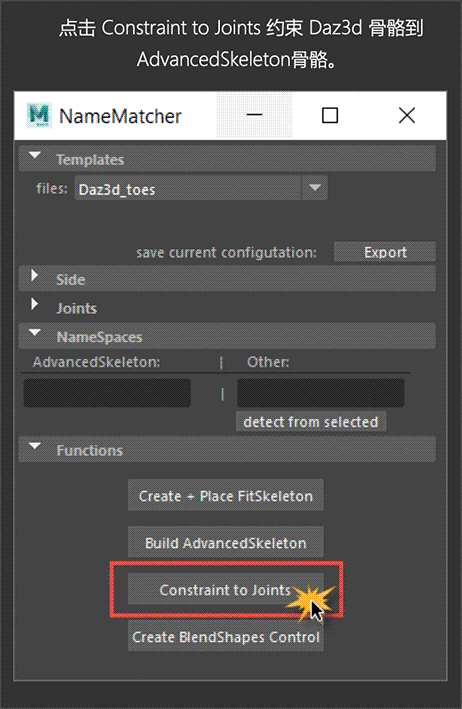 点击 Constraint to Joints 约束 Daz3d 骨骼到
AdvancedSkeleton骨骼。
NameMatcher
Templates
files: Daz3d_toes
save current configutation: Export
Side
Joints
NameSpaces
AdvancedSkeleton: | Other:
|
detect from selected
Functions
Create + Place FitSkeleton
Build AdvancedSkeleton
Constraint to Joints
Create BlendShapes Control